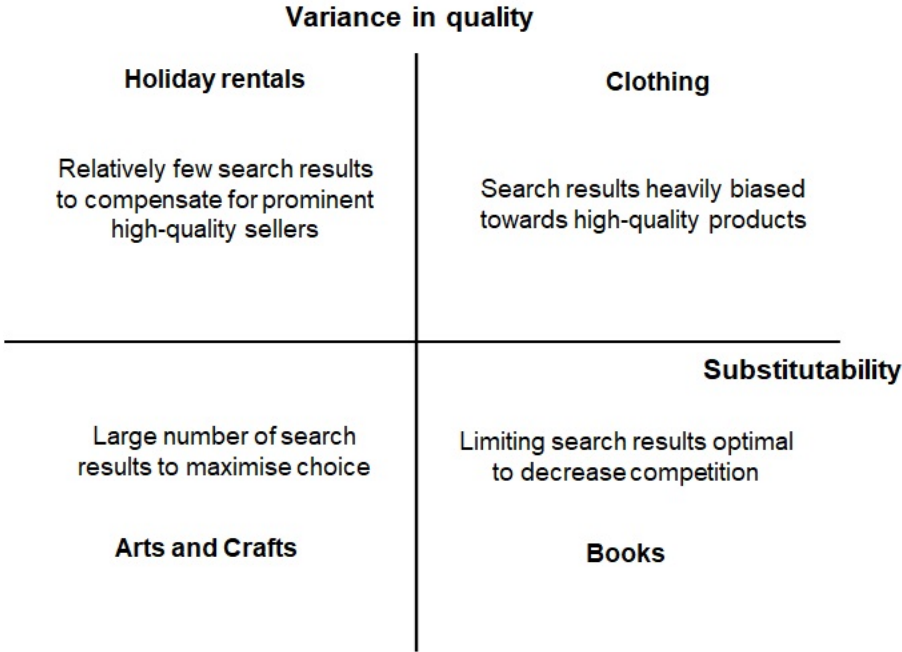 Variance in quality
Holiday rentals
Relatively few search results
to compensate for prominent
high-quality sellers
Clothing
Search results heavily biased
towards high-quality products
Substitutability
Large number of search
results to maximise choice
Arts and Crafts
Limiting search results optimal
to decrease competition
Books